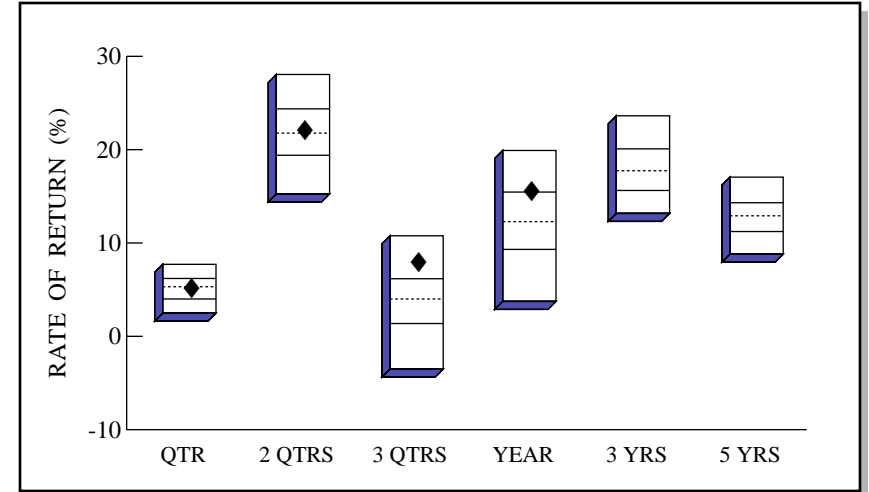 RATE OF RETURN (%)
30
20
10
0
-10
QTR 2 QTRS 3 QTRS YEAR 3 YRS 5 YRS